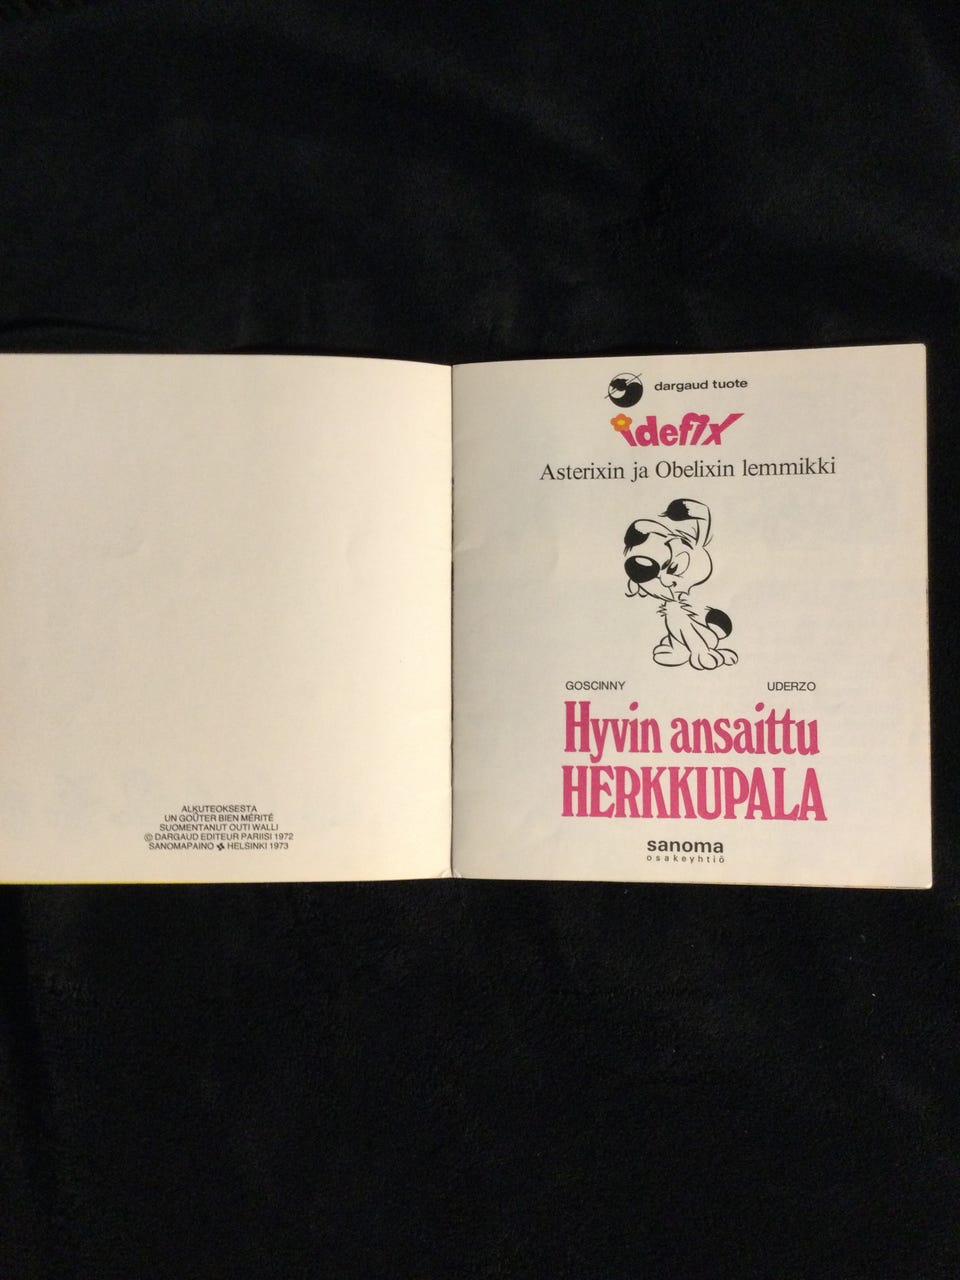 ALKUTEOKSESTA
UN GOÛTER BIEN MÉRITÉ
SUOMENTANUT OUTI WALLI
© DARGAUD EDITEUR PARIISI 1972
SANOMAPAINO HELSINKI 1973
dargaud tuote
idefix
Asterixin ja Obelixin lemmikki
GOSCINNY UDERZO
Hyvin ansaittu
HERKKUPALA
sanoma
osakeyhtiö